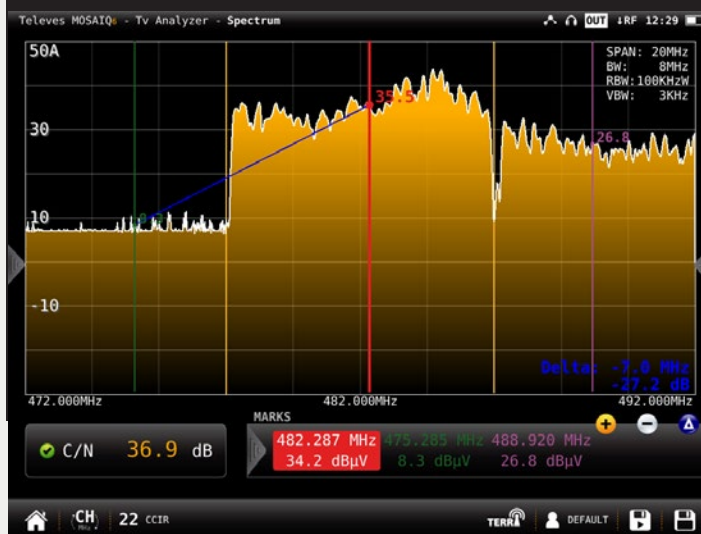 Televes MOSAIQ6 - Tv Analyzer - Spectrum
OUT ↓RF 12:29
50A
SPAN: 20MHz
BW: 8MHz
RBW:100KHzW
VBW: 3KHz
35.5
30
26.8
10
-10
Delta: -7.0 MHz
-27.2 dB
472.000MHz 482.000MHz 492.000MHz
MARKS
C/N 36.9 dB
482.287 MHz 475.285 MHz 488.920 MHz
34.2 dBµV 8.3 dBµV 26.8 dBµV
CH MHz 22 CCIR TERR DEFAULT